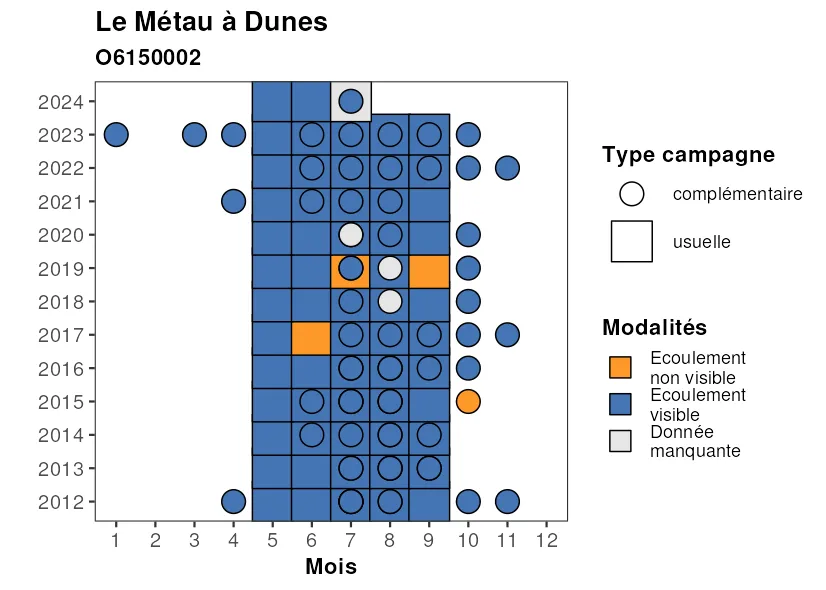 Le Métau à Dunes
O6150002
2024
2023
2022
2021
2020
2019
2018
2017
2016
2015
2014
2013
2012
1 2 3 4 5 6 7 8 9 10 11 12
Mois
Type campagne
complémentaire
usuelle
Modalités
Ecoulement
non visible
Ecoulement
visible
Donnée
manquante